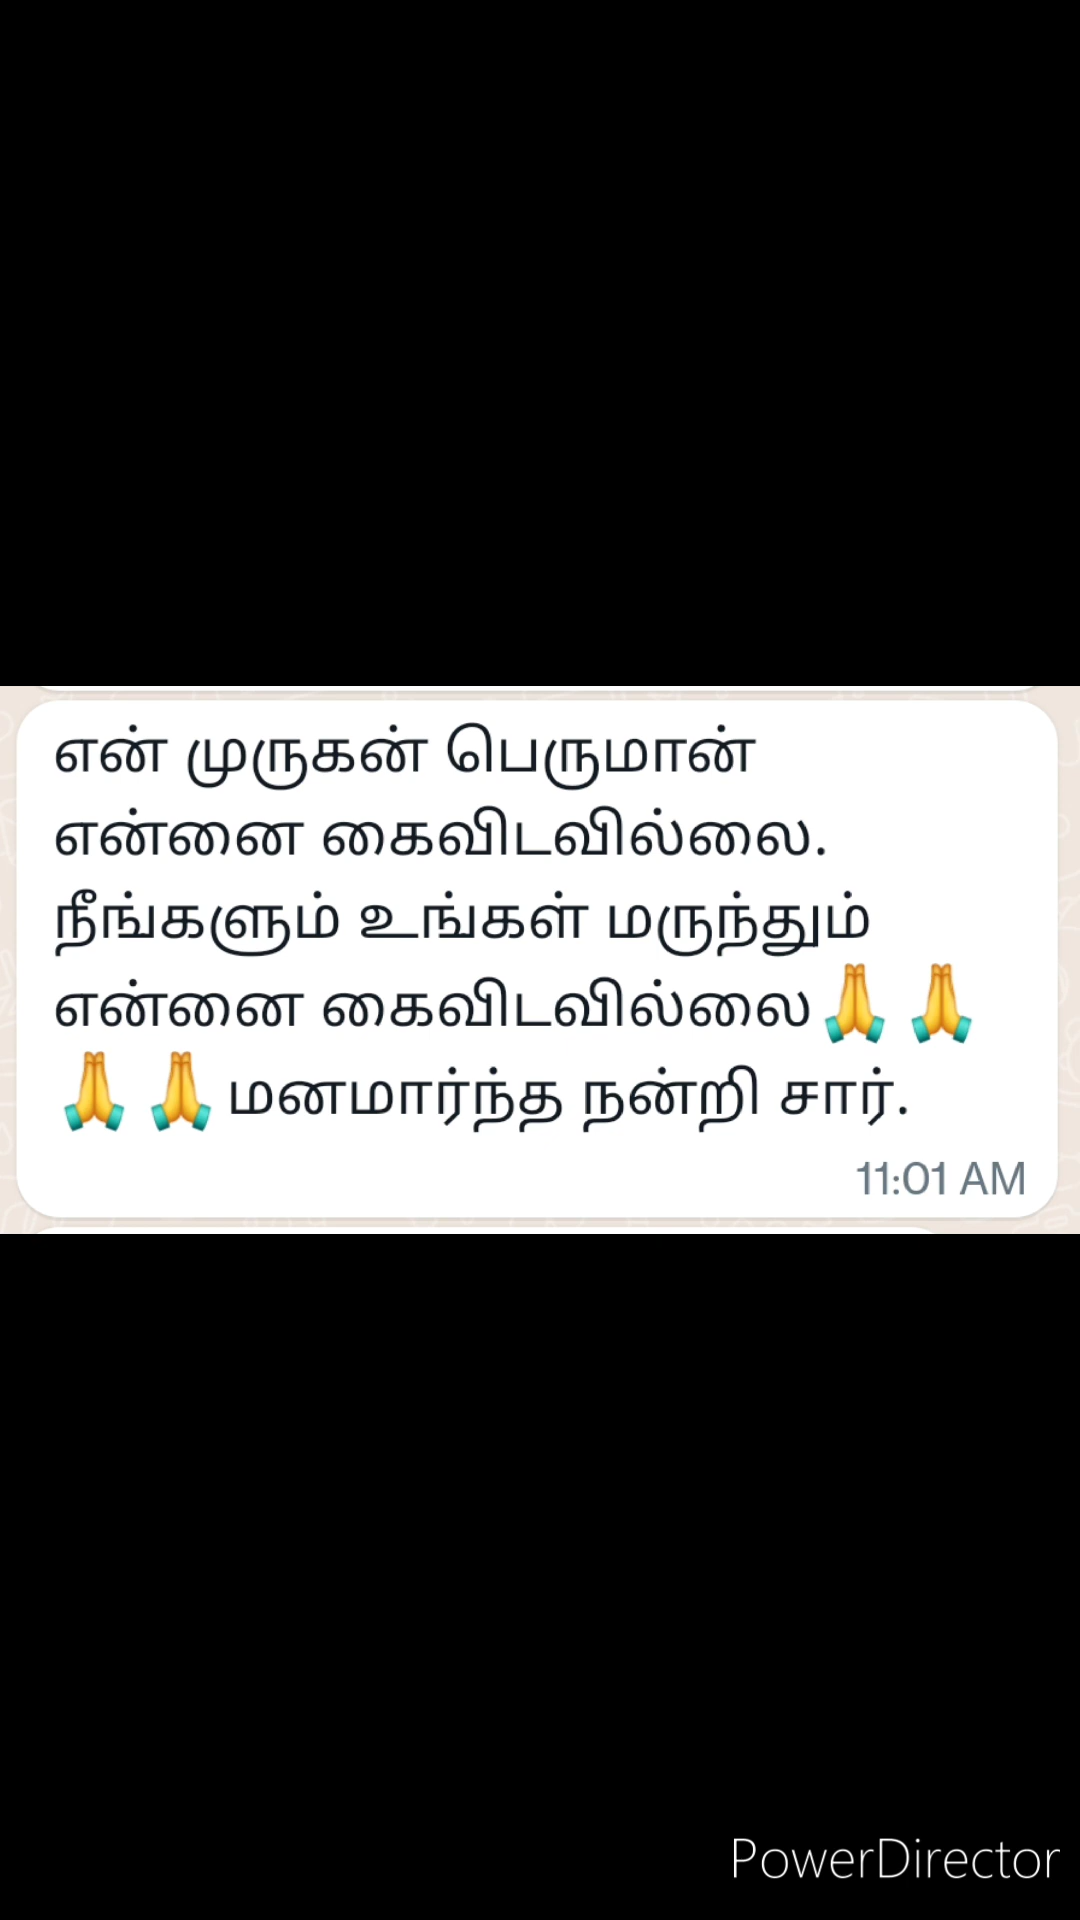 என் முருகன் பெருமான்
என்னை கைவிடவில்லை.
நீங்களும் உங்கள் மருந்தும்
என்னை கைவிடவில்லை🙏 🙏
🙏 🙏 மனமார்ந்த நன்றி சார்.
11:01 AM
PowerDirector